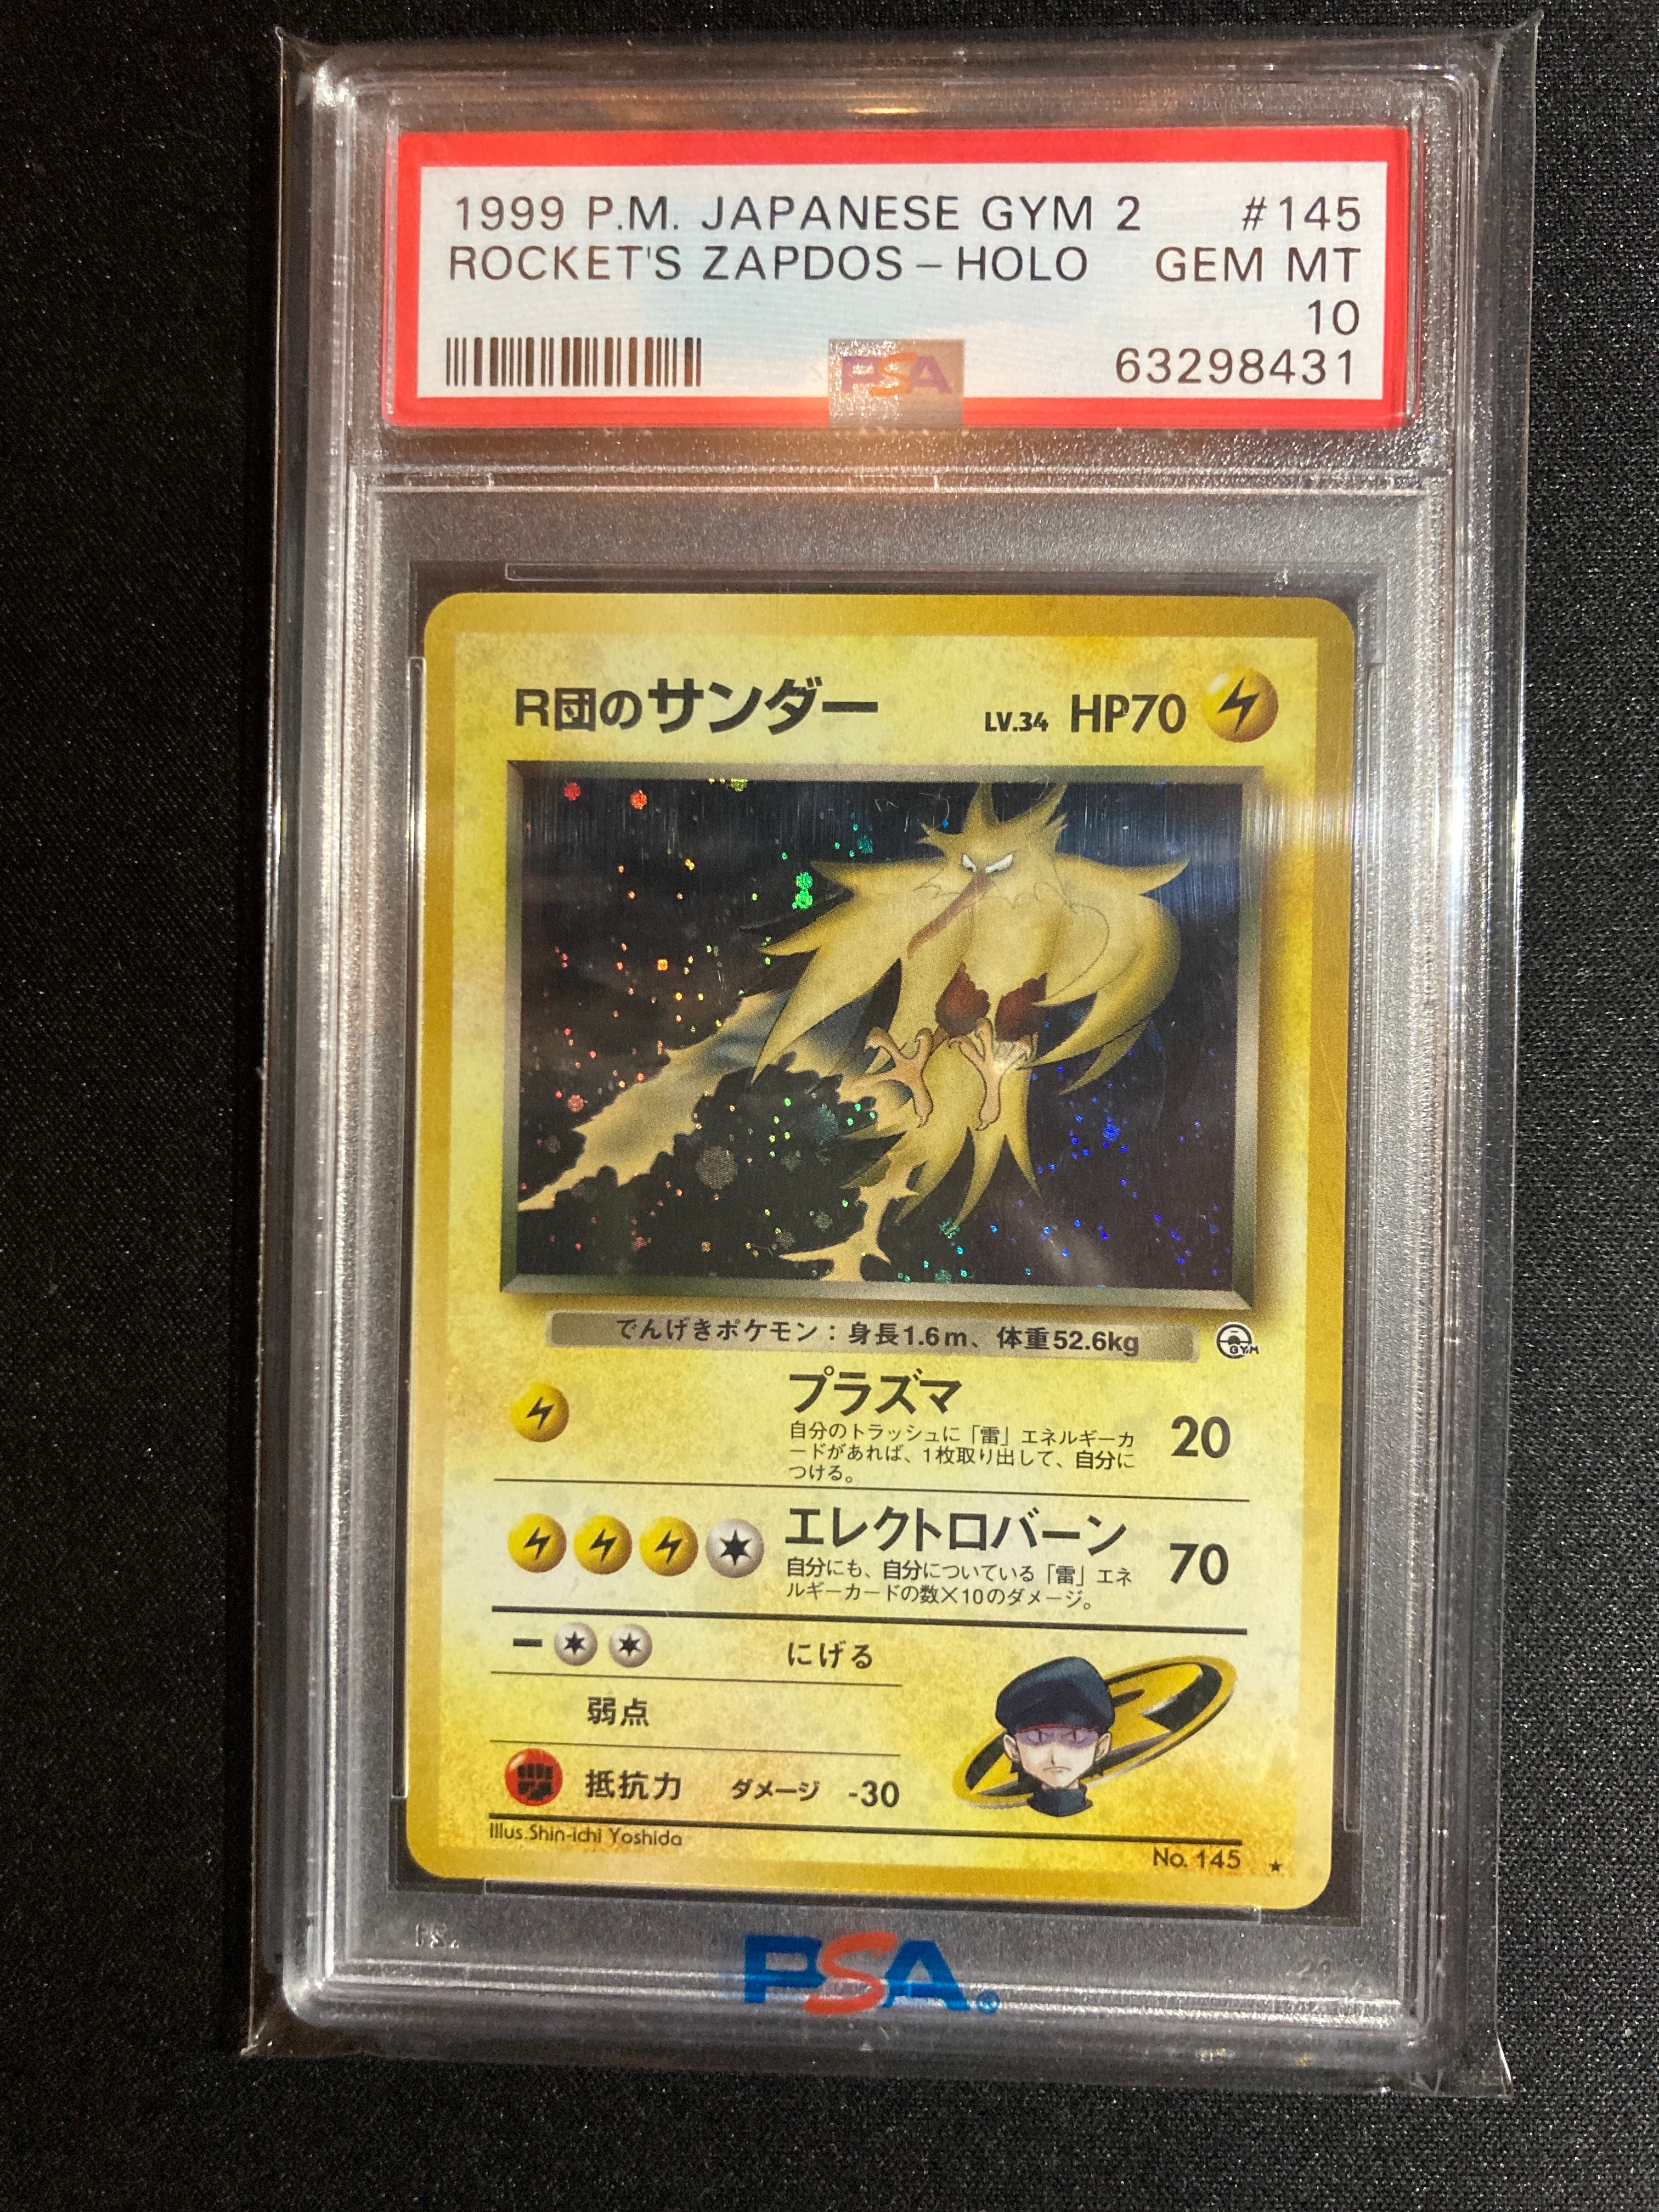 1999 P.M. JAPANESE GYM 2 #145
ROCKET'S ZAPDOS – HOLO GEM MT
10
PSA
63298431
R団のサンダー LV.34 HP70
でんげきポケモン：身長1.6m、体重52.6kg
GYM
プラズマ
自分のトラッシュに「雷」エネルギーカ
ードがあれば、1枚取り出して、自分に
つける。
20
エレクトロバーン
自分にも、自分についている「雷」エネ
ルギーカードの数×10のダメージ。
70
にげる
弱点
抵抗力 ダメージ -30
Illus.Shin-ichi Yoshida
No. 145 ★
PSA®